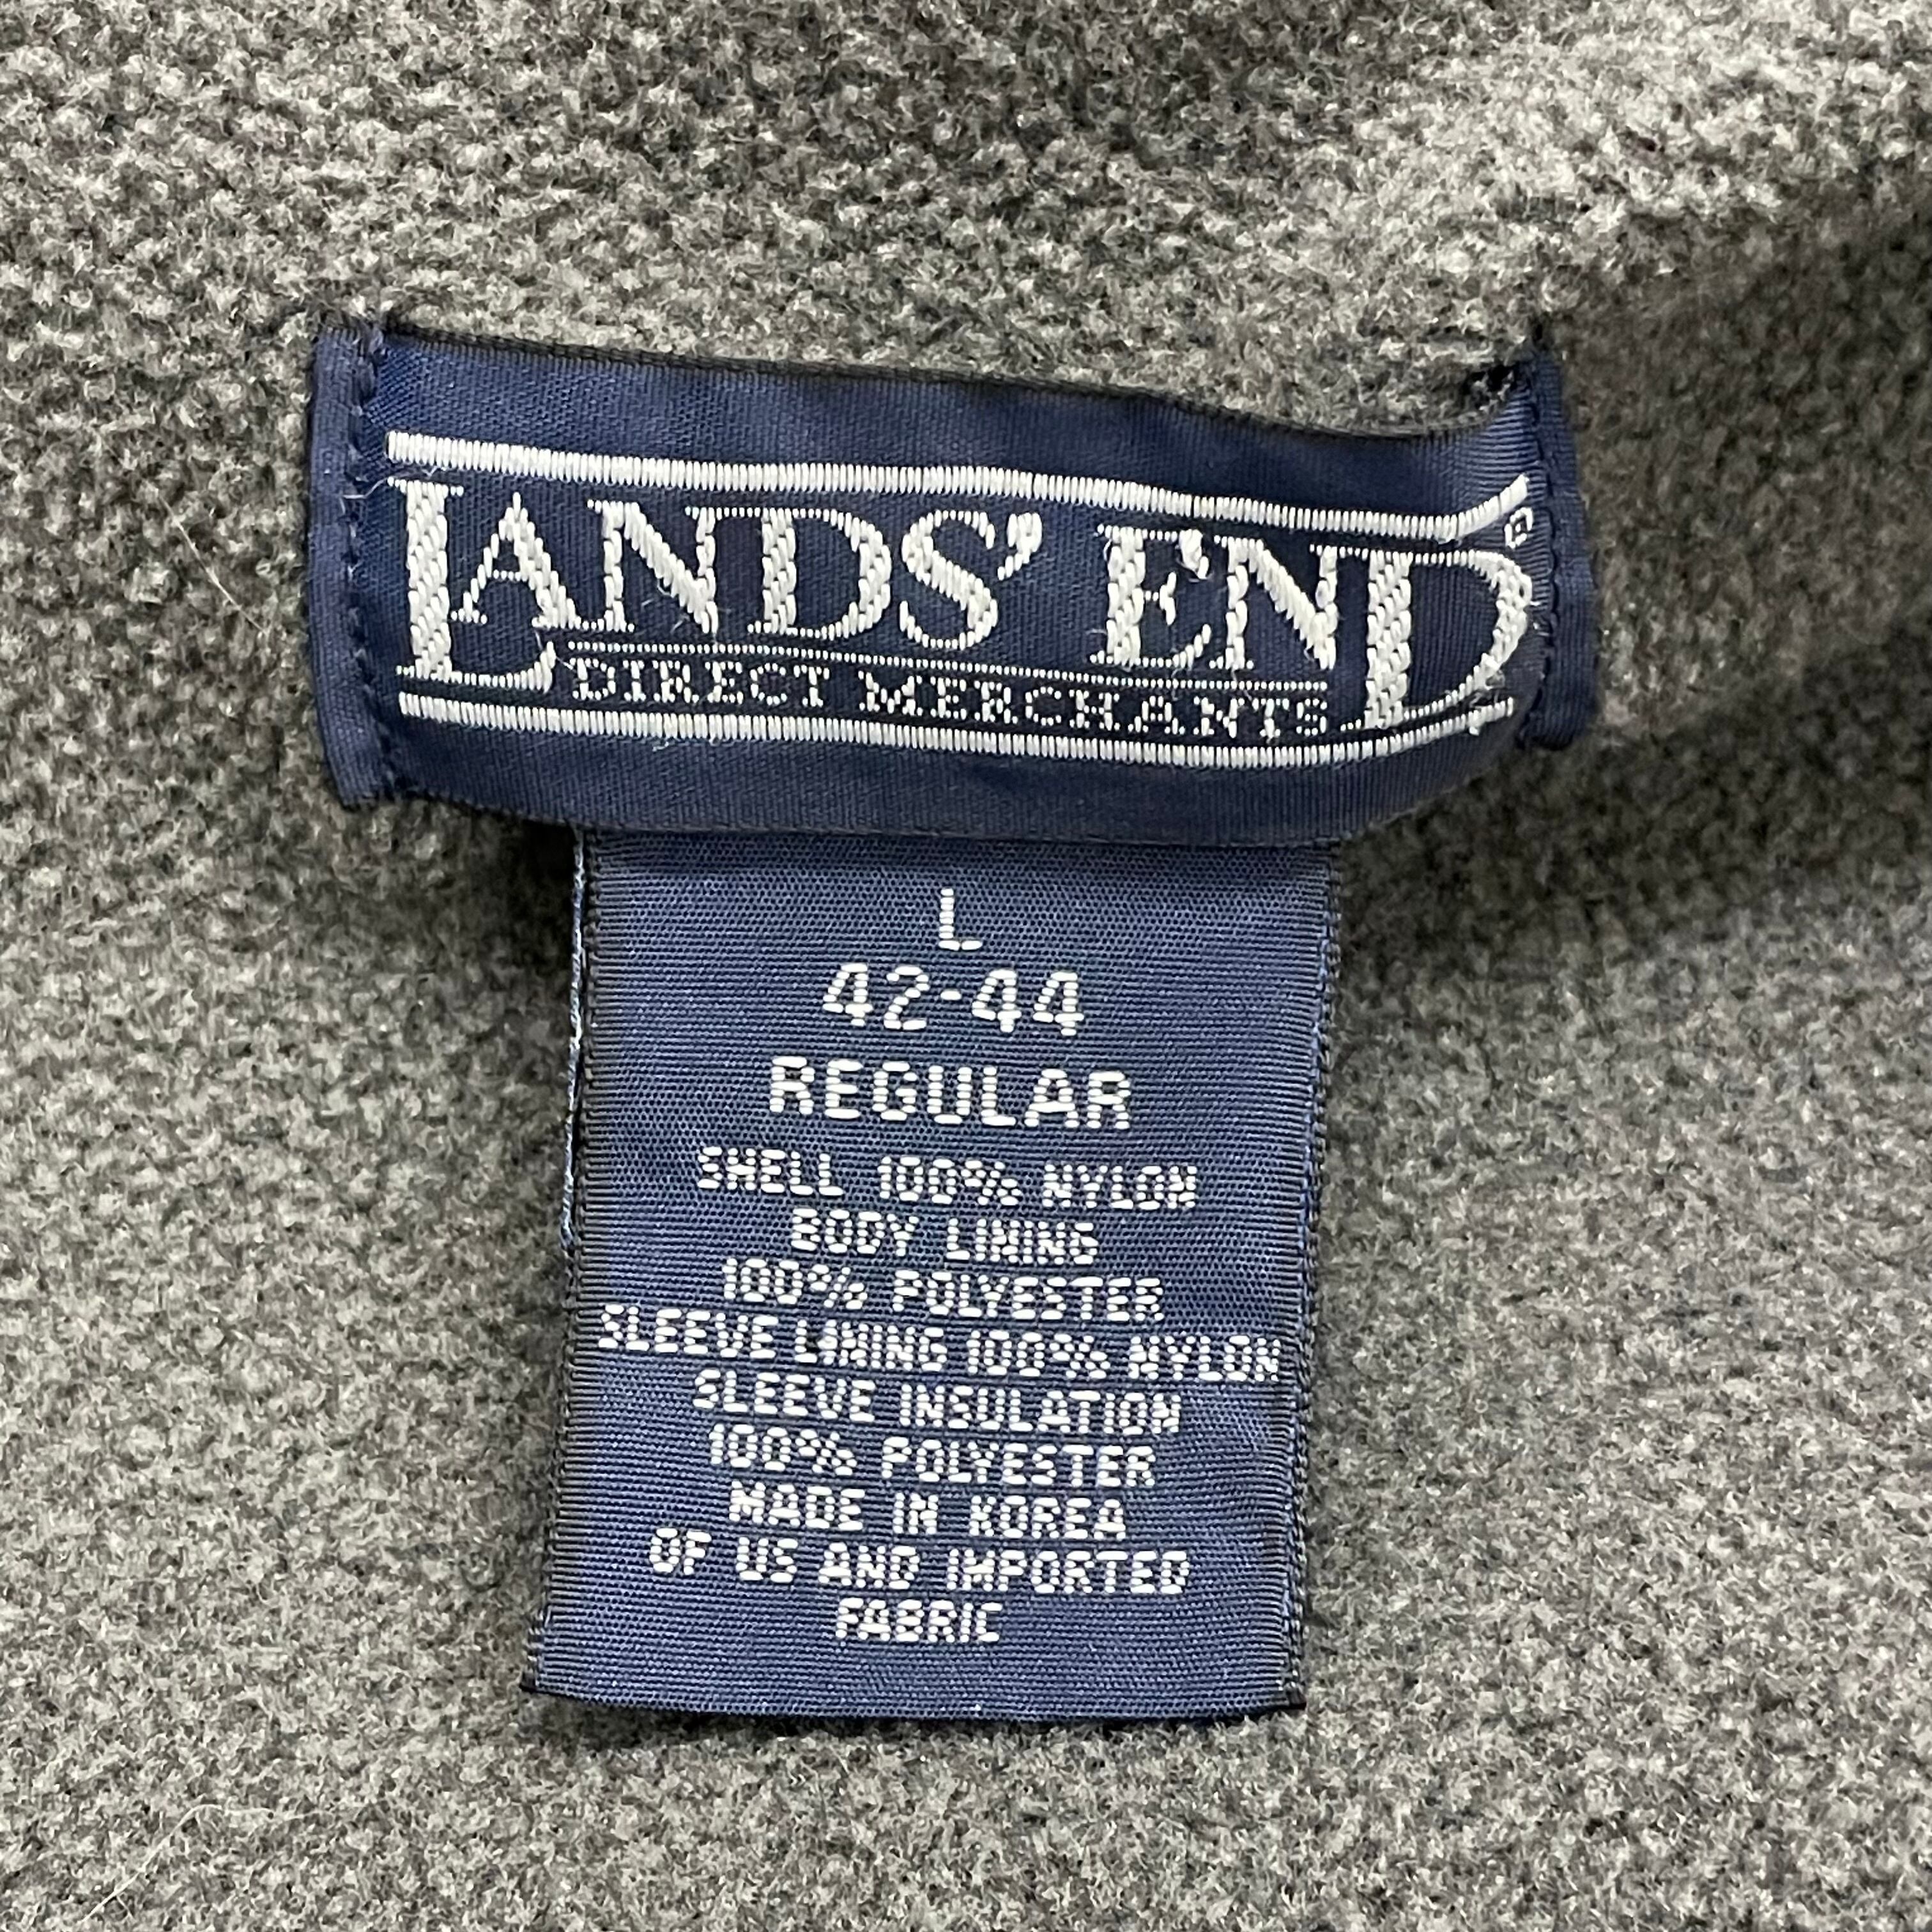 LANDS' END
DIRECT MERCHANTS
L
42-44
REGULAR
SHELL 100% NYLON
BODY LINING
100% POLYESTER
SLEEVE LINING 100% NYLON
SLEEVE INSULATION
100% POLYESTER
MADE IN KOREA
OF US AND IMPORTED
FABRIC